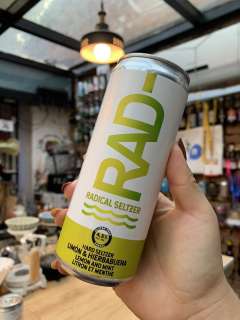 RAD-
RADICAL SELTZER
HARD SELTZER
LIMÓN & HIERBABUENA
LEMON AND MINT
CITRON ET MENTHE